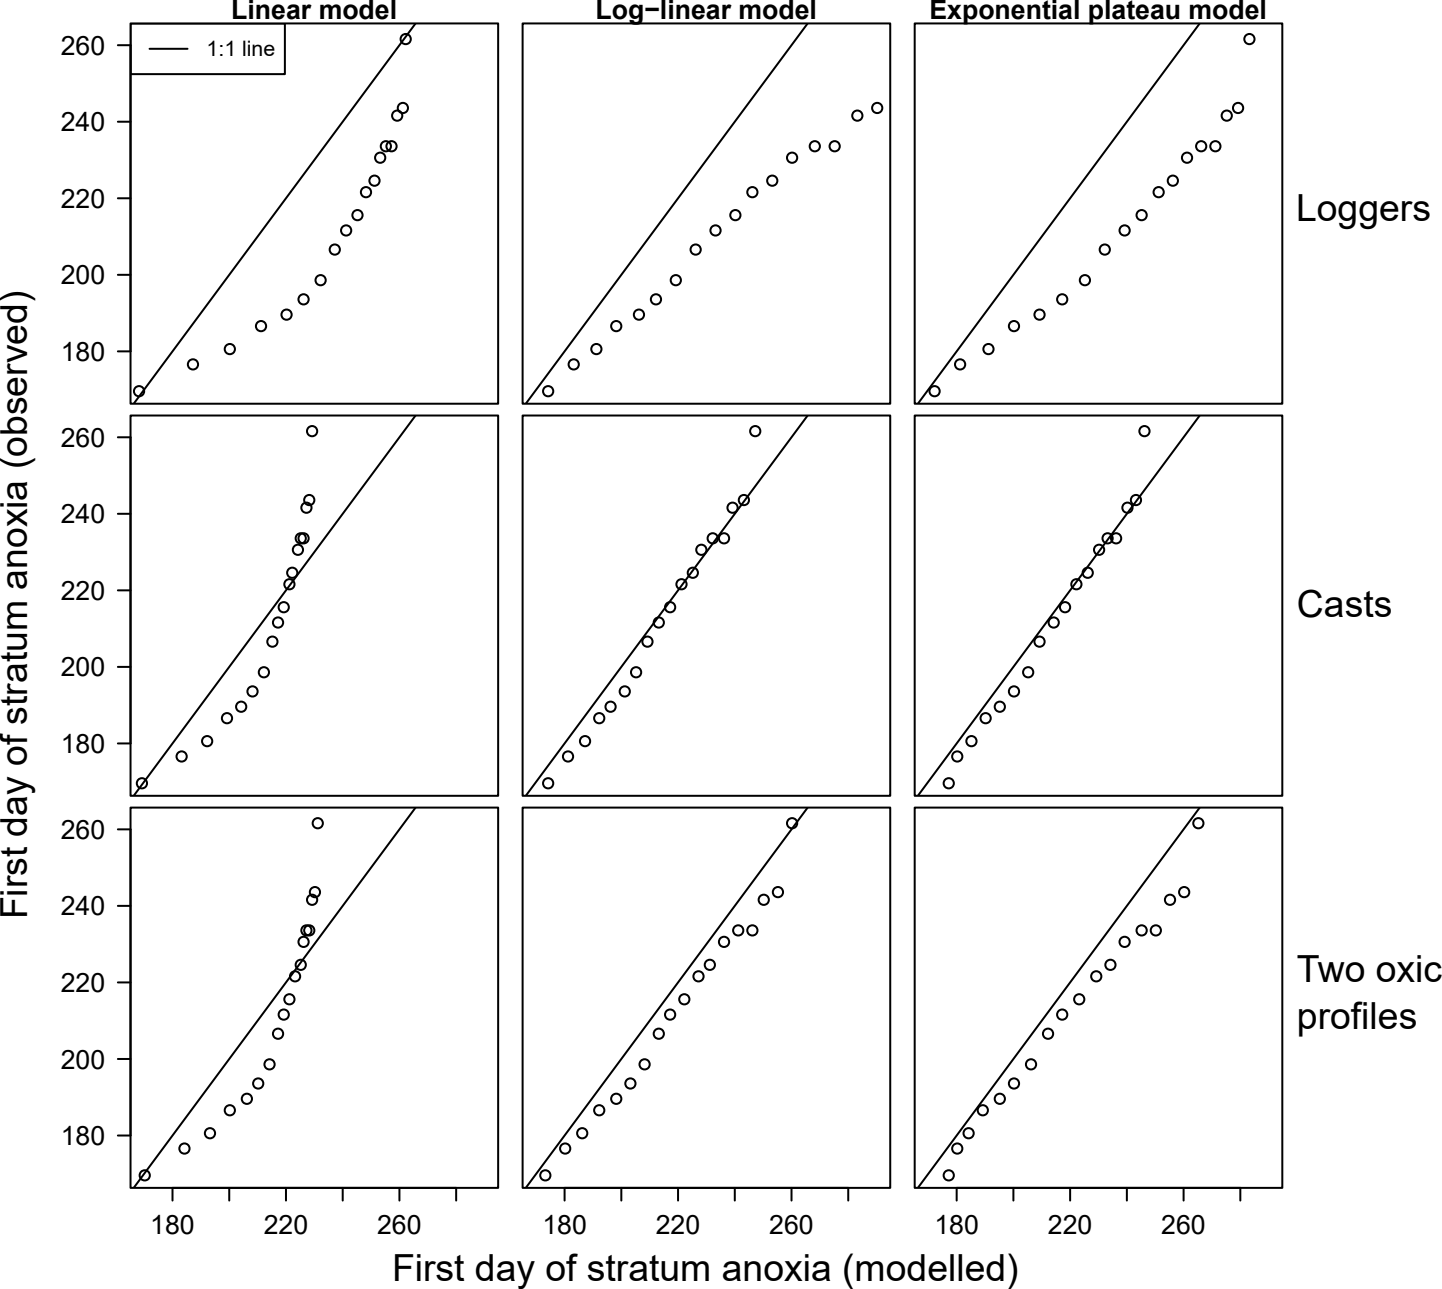 Linear model
Log−linear model
Exponential plateau model
1:1 line
260
240
220
200
180
Loggers
260
240
220
200
180
Casts
260
240
220
200
180
Two oxic
profiles
180 220 260
180 220 260
180 220 260
First day of stratum anoxia (modelled)
First day of stratum anoxia (observed)